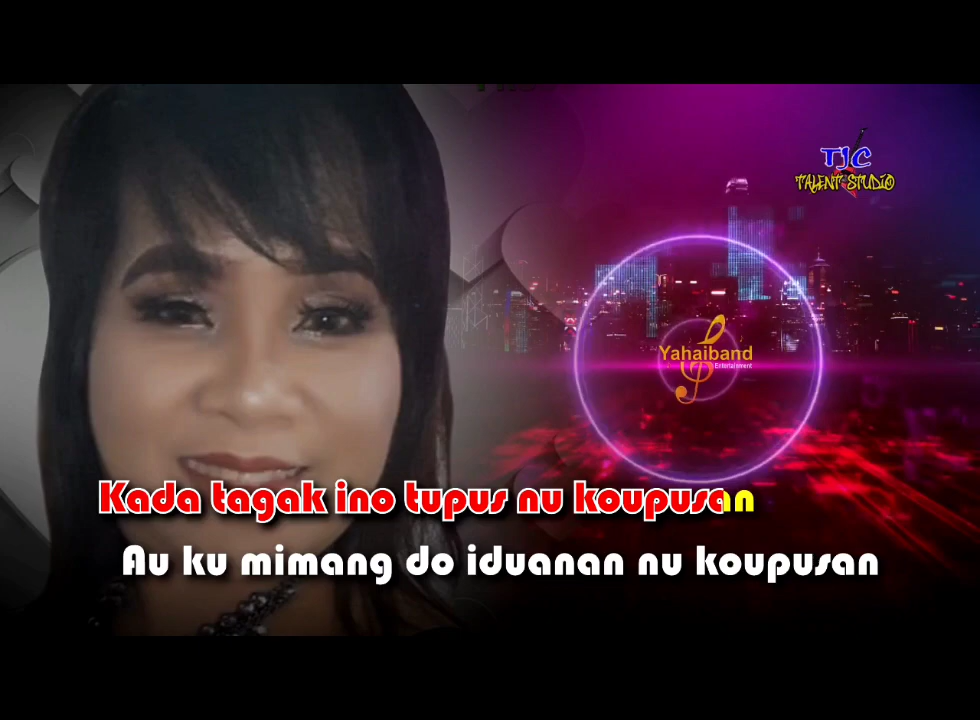 TJC
TALENT STUDIO
Yahaiband
Entertainment
Kada tagak ino tupus nu koupusan
Au ku mimang do iduanan nu koupusan